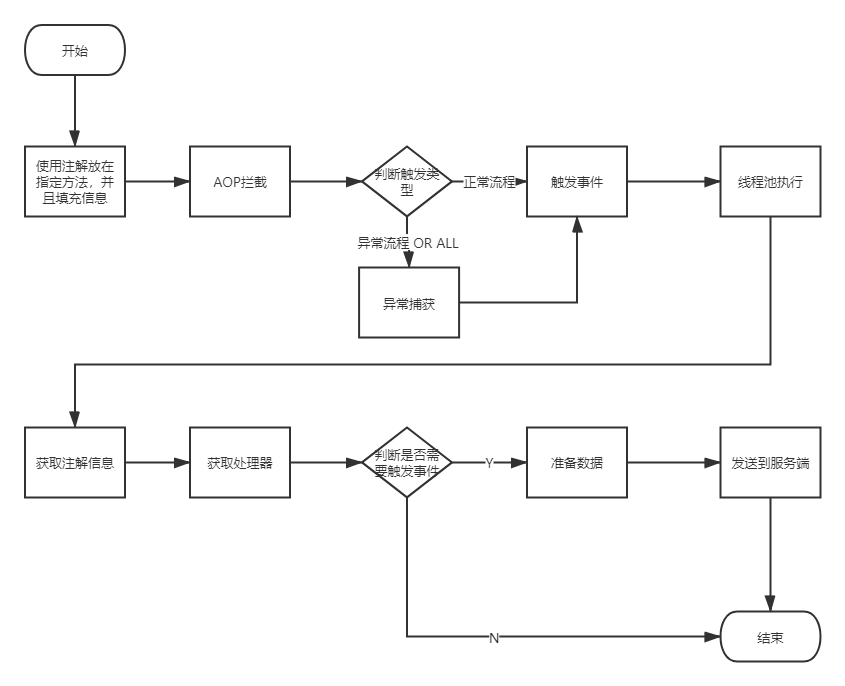 开始
使用注解放在
指定方法，并
且填充信息
AOP拦截
判断触发类
型
正常流程
触发事件
线程池执行
异常流程 OR ALL
异常捕获
获取注解信息
获取处理器
判断是否需
要触发事件
Y
准备数据
发送到服务端
N
结束